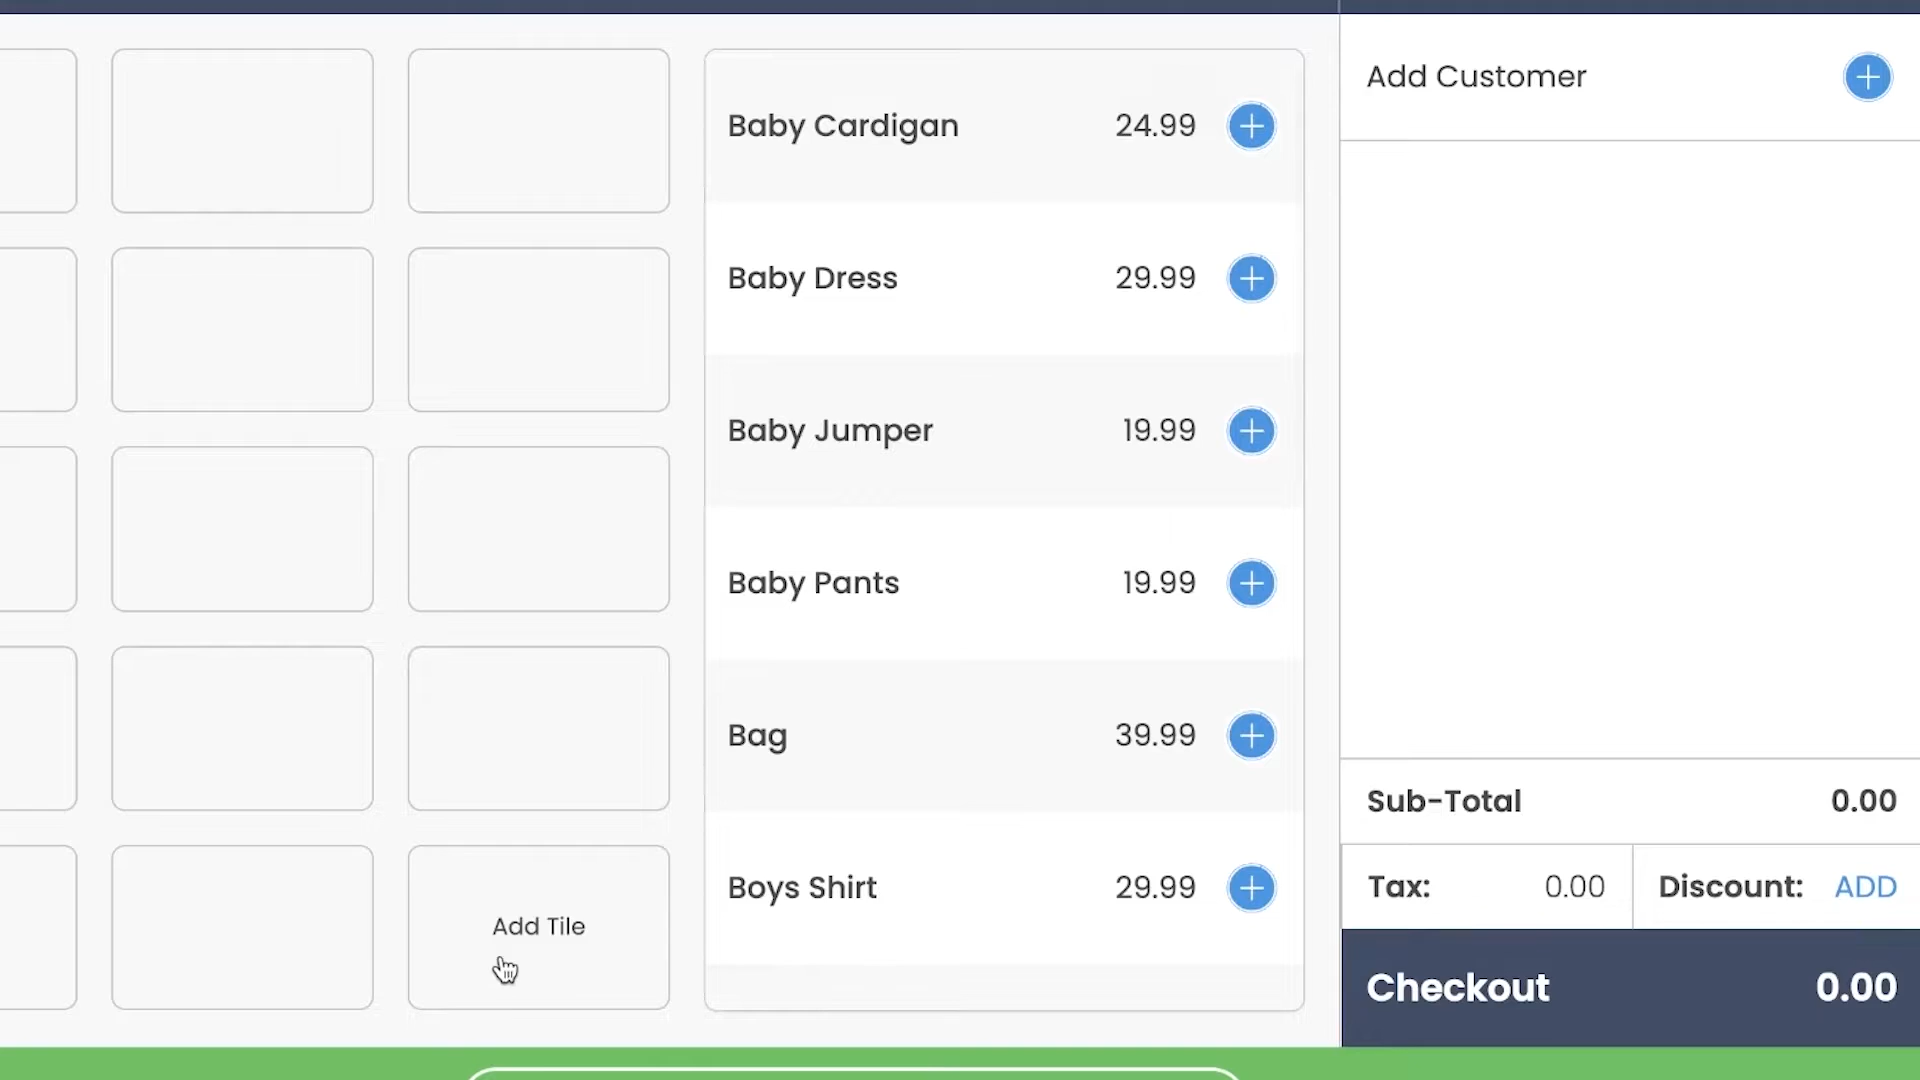 Add Customer
Baby Cardigan 24.99
Baby Dress 29.99
Baby Jumper 19.99
Baby Pants 19.99
Bag 39.99
Boys Shirt 29.99
Add Tile
Sub-Total 0.00
Tax: 0.00 Discount: ADD
Checkout 0.00